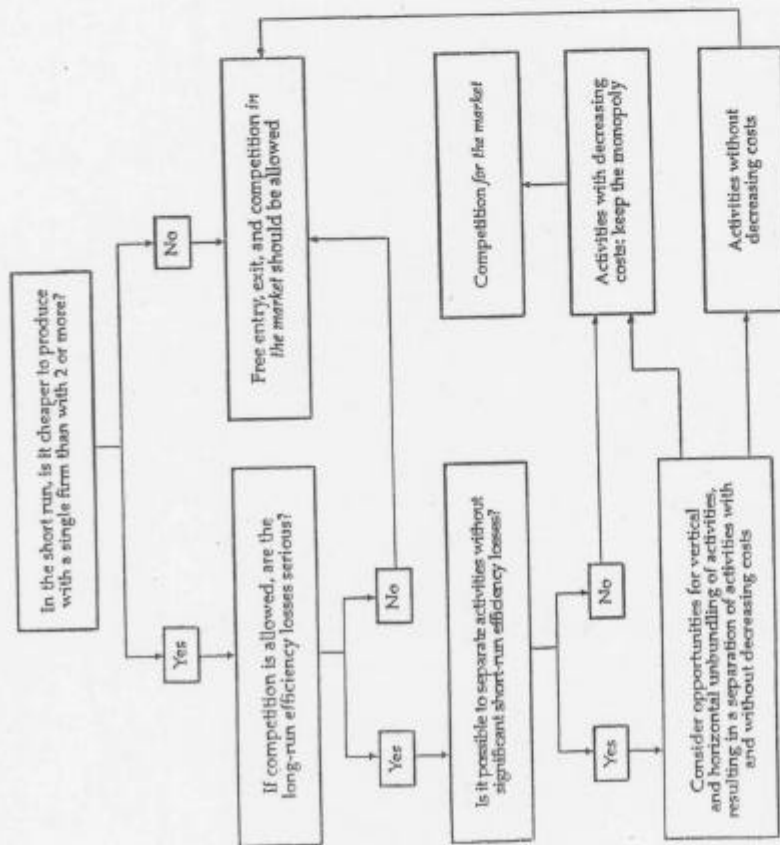 In the short run, is it cheaper to produce
with a single firm than with 2 or more?
Yes
No
If competition is allowed, are the
long-run efficiency losses serious?
Free entry, exit, and competition in
the market should be allowed
Yes
No
Is it possible to separate activities without
significant short-run efficiency losses?
Competition for the market
Yes
No
Activities with decreasing
costs: keep the monopoly
Consider opportunities for vertical
and horizontal unbundling of activities,
resulting in a separation of activities with
and without decreasing costs
Activities without
decreasing costs